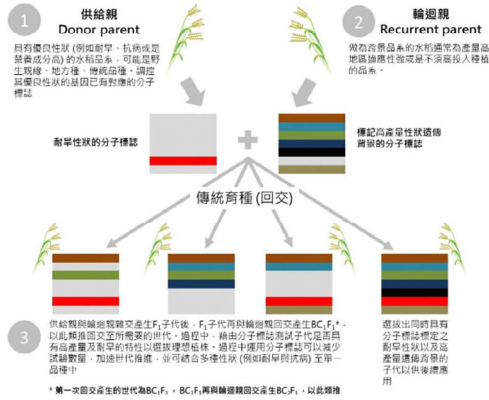 1
供給親
Donor parent
具有優良性狀 (例如耐旱、抗病或是
營養成分高) 的水稻品系，可能是野
生親緣、地方種、傳統品種。調控
其優良性狀的基因已有對應的分子
標誌
2
輪迴親
Recurrent parent
做為背景品系的水稻通常為產量高
地區適應性強或是不須高投入種植
的品系。
耐旱性狀的分子標誌
標記高產量性狀遺傳
背景的分子標誌
傳統育種 (回交)
3
供給親與輪迴親雜交產生F₁子代後，F₁子代再與輪迴親回交產生BC₁F₁*，
以此類推回交至所需要的世代。過程中，藉由分子標誌測試子代是否具
有高產量及耐旱的特性以選拔理想植株。過程中應用分子標誌可以減少
試驗數量，加速世代推進，並可結合多種性狀 (例如耐旱與抗病) 至單一
品種中
選拔出同時具有
分子標誌標定之
耐旱性狀以及高
產量遺傳背景的
子代以供後續應
用
* 第一次回交產生的世代為BC₁F₁，BC₁F₁再與輪迴親回交產生BC₂F₁，以此類推